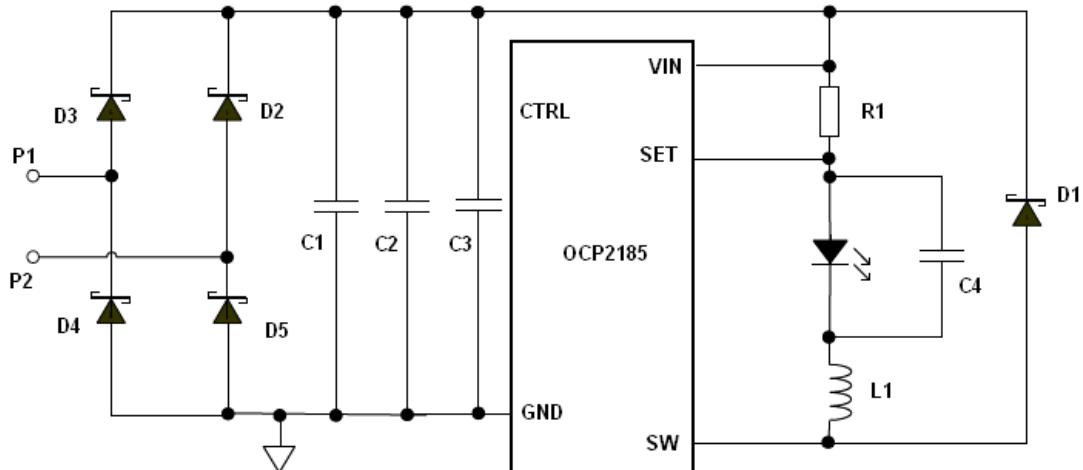 VIN
D3
D2
CTRL
R1
P1
SET
D1
C1
C2
C3
OCP2185
C4
P2
D4
D5
L1
GND
SW